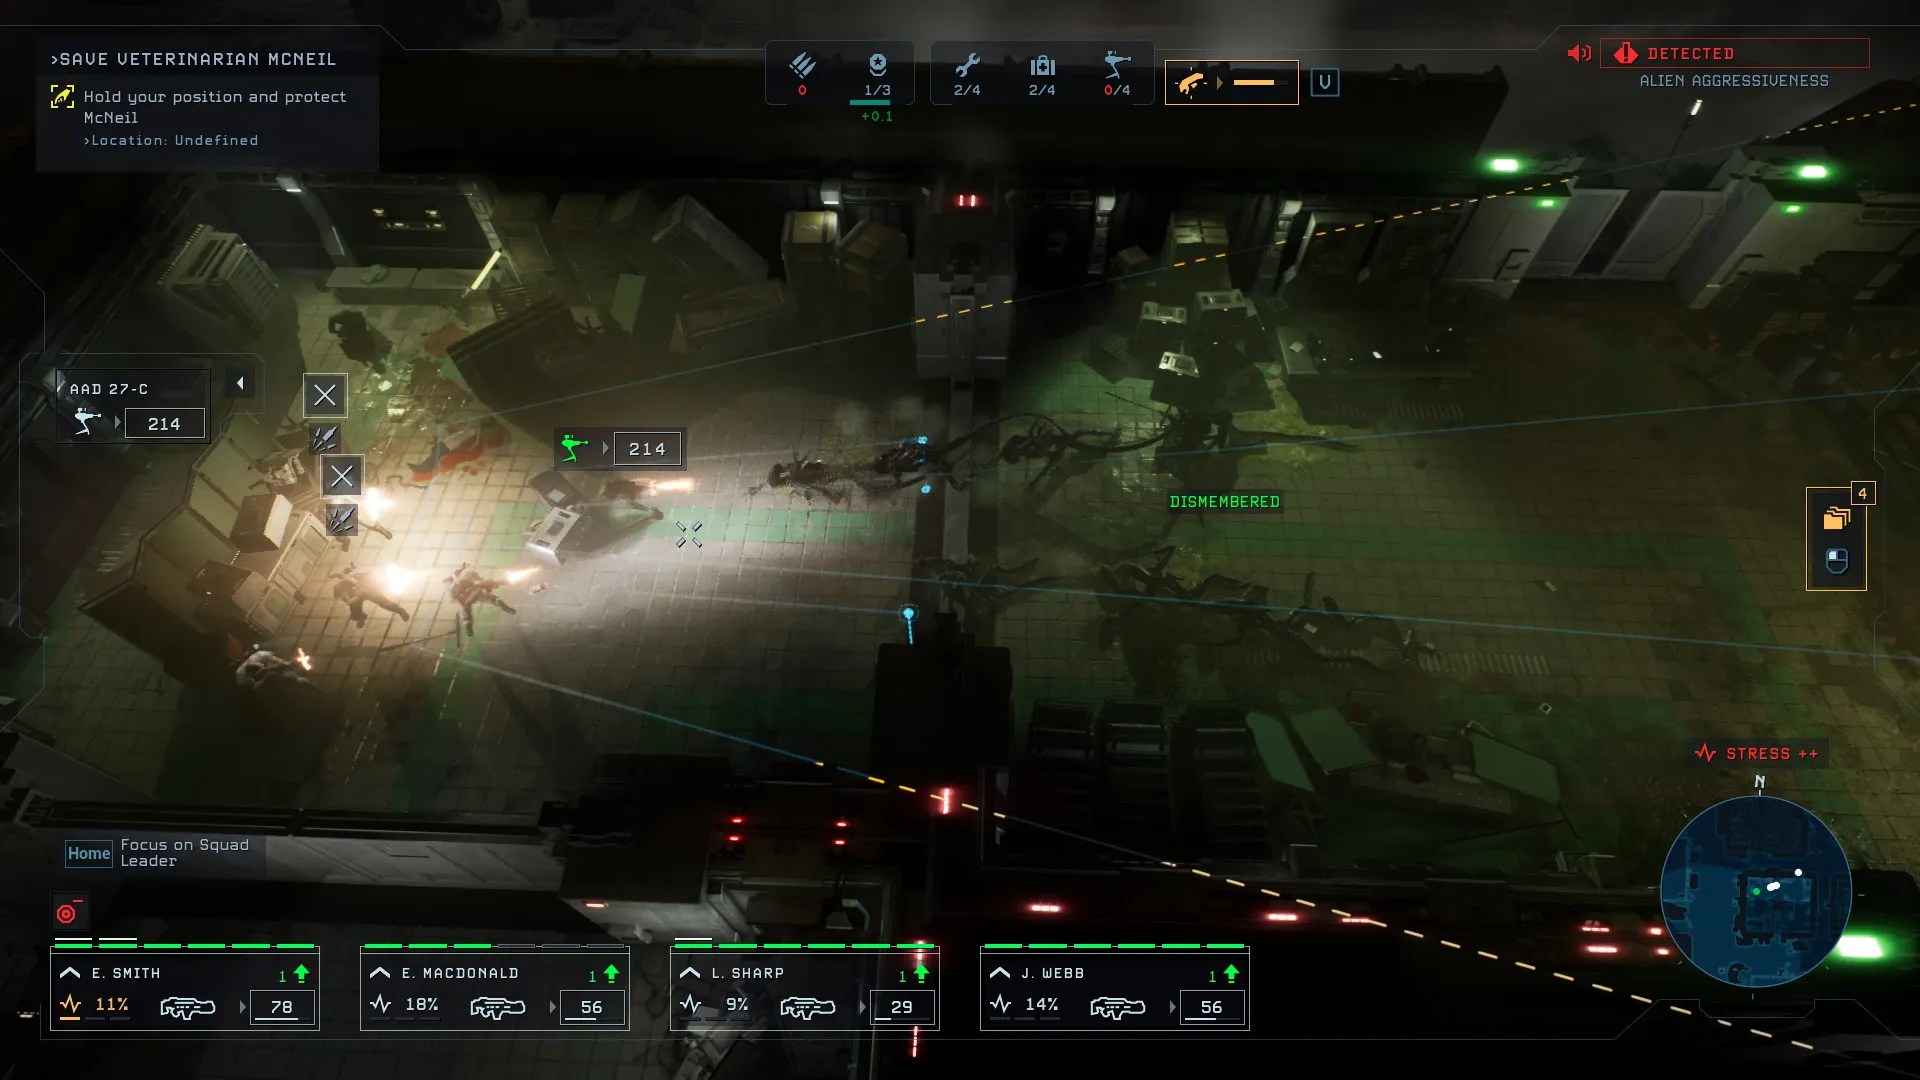 >SAVE VETERINARIAN MCNEIL
Hold your position and protect
McNeil
>Location: Undefined
0
1/3
+0.1
2/4
2/4
0/4
U
DETECTED
ALIEN AGGRESSIVENESS
AAD 27-C
214
214
DISMEMBERED
4
STRESS ++
N
Home
Focus on Squad
Leader
E. SMITH
1
11%
78
E. MACDONALD
1
18%
56
L. SHARP
1
9%
29
J. WEBB
1
14%
56